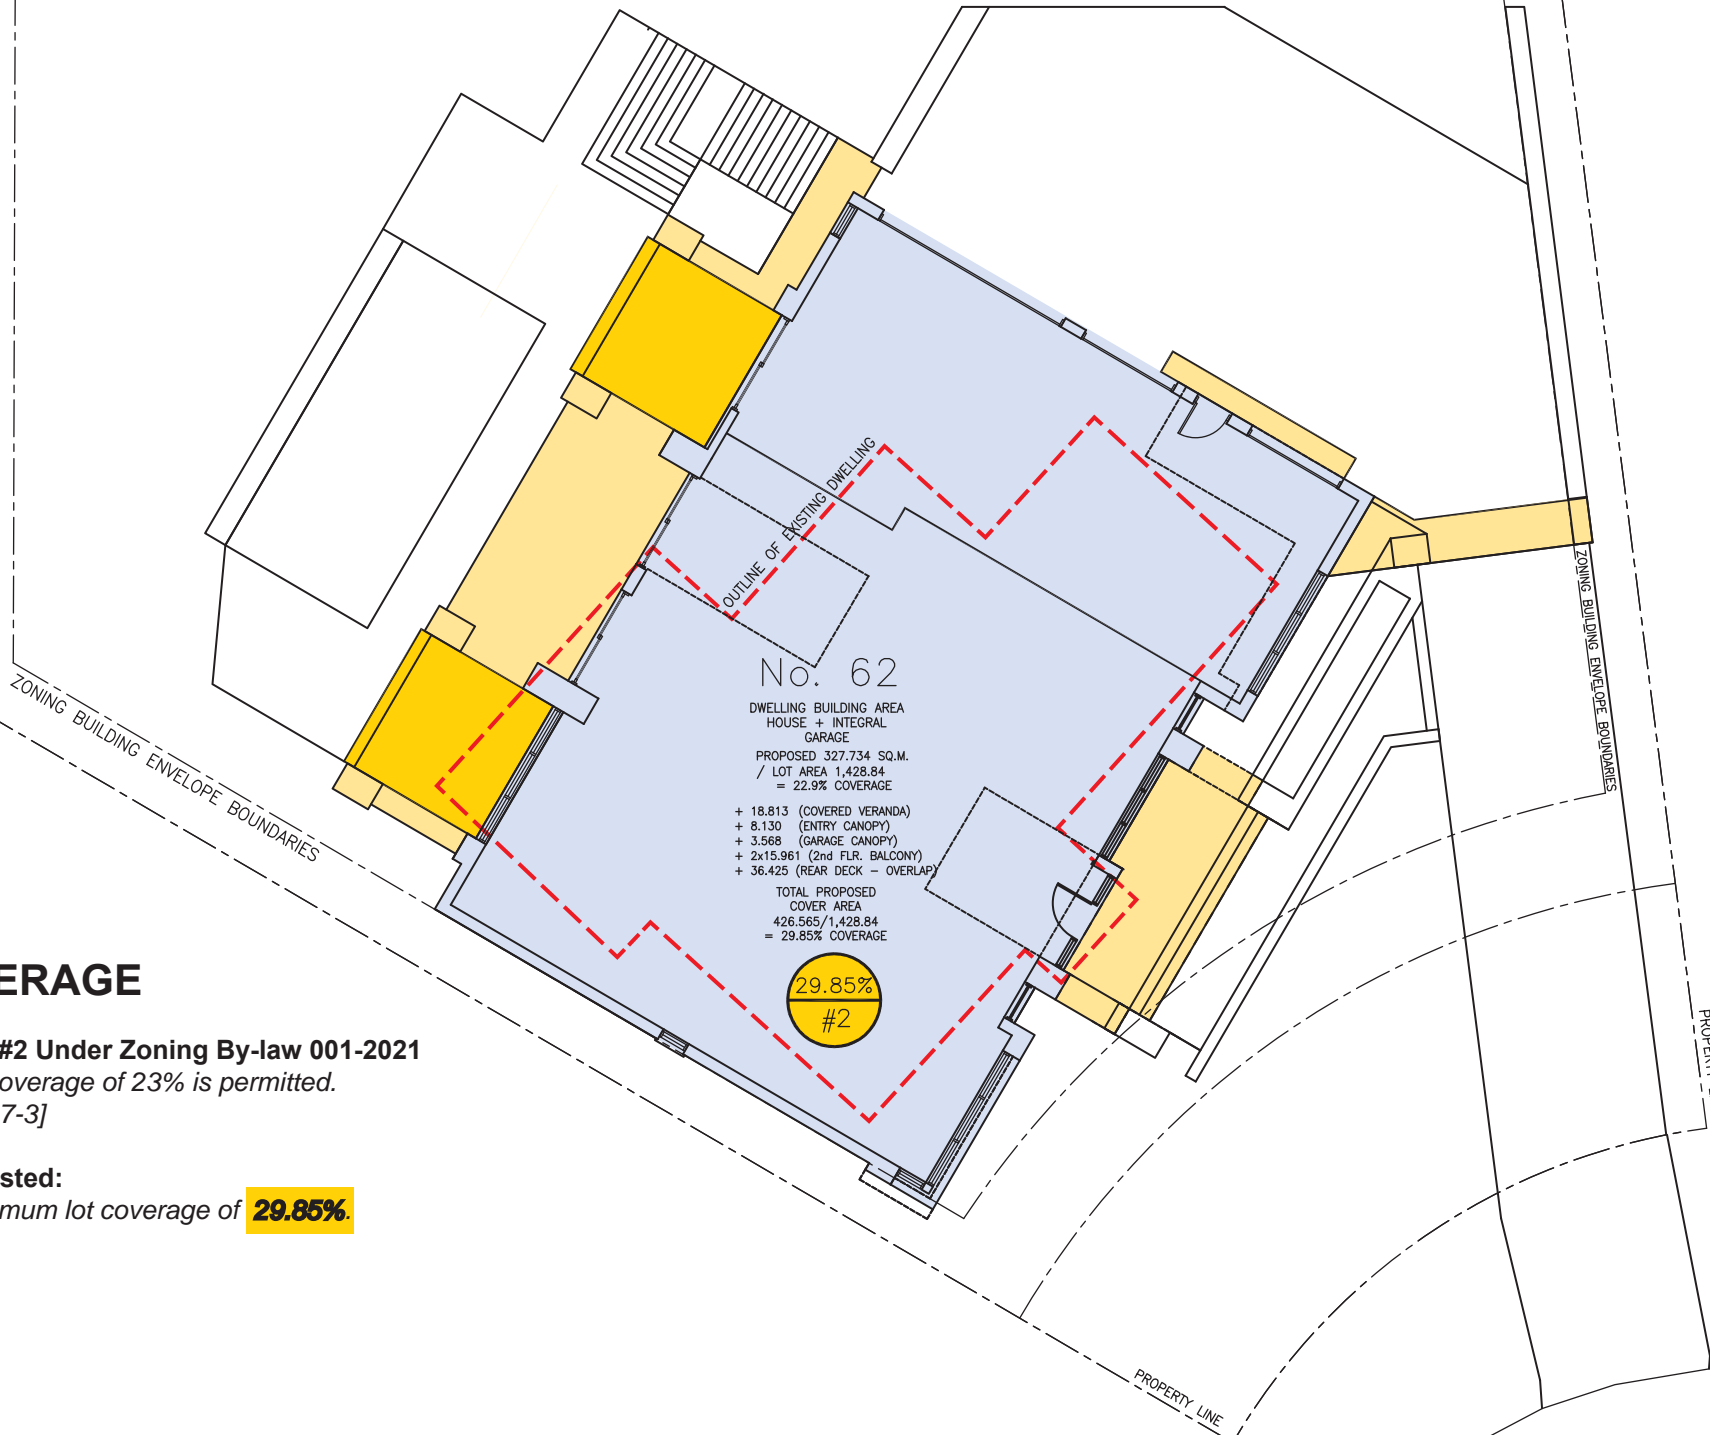 OUTLINE OF EXISTING DWELLING
ZONING BUILDING ENVELOPE BOUNDARIES
ZONING BUILDING ENVELOPE BOUNDARIES
No. 62
DWELLING BUILDING AREA
HOUSE + INTEGRAL
GARAGE
PROPOSED 327.734 SQ.M.
/ LOT AREA 1,428.84
= 22.9% COVERAGE
+ 18.813 (COVERED VERANDA)
+ 8.130 (ENTRY CANOPY)
+ 3.568 (GARAGE CANOPY)
+ 2x15.961 (2nd FLR. BALCONY)
+ 36.425 (REAR DECK - OVERLAP)
TOTAL PROPOSED
COVER AREA
426.565/1,428.84
= 29.85% COVERAGE
29.85%
#2
ERAGE
#2 Under Zoning By-law 001-2021
overage of 23% is permitted.
7-3]
sted:
mum lot coverage of 29.85%.
PROPERTY LINE
PROPERTY